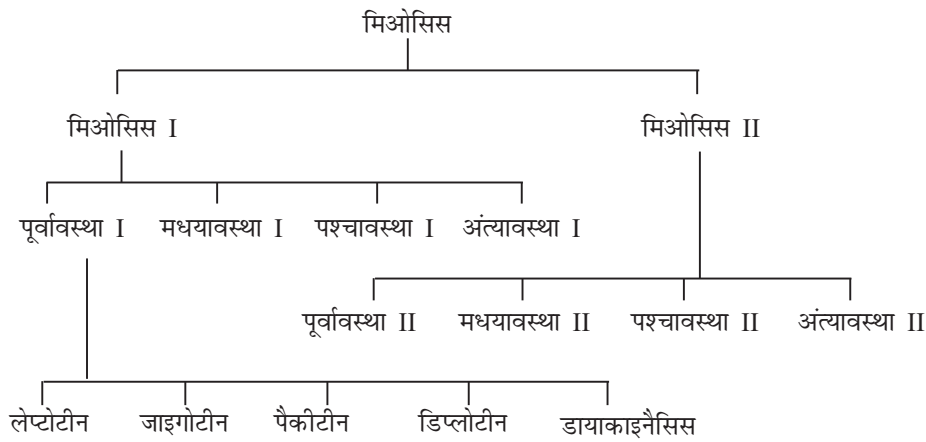 मिओसिस
मिओसिस I मिओसिस II
पूर्वावस्था I मधयावस्था I पश्चावस्था I अंत्यावस्था I
पूर्वावस्था II मधयावस्था II पश्चावस्था II अंत्यावस्था II
लेप्टोटीन जाइगोटीन पैकीटीन डिप्लोटीन डायाकाइनैसिस